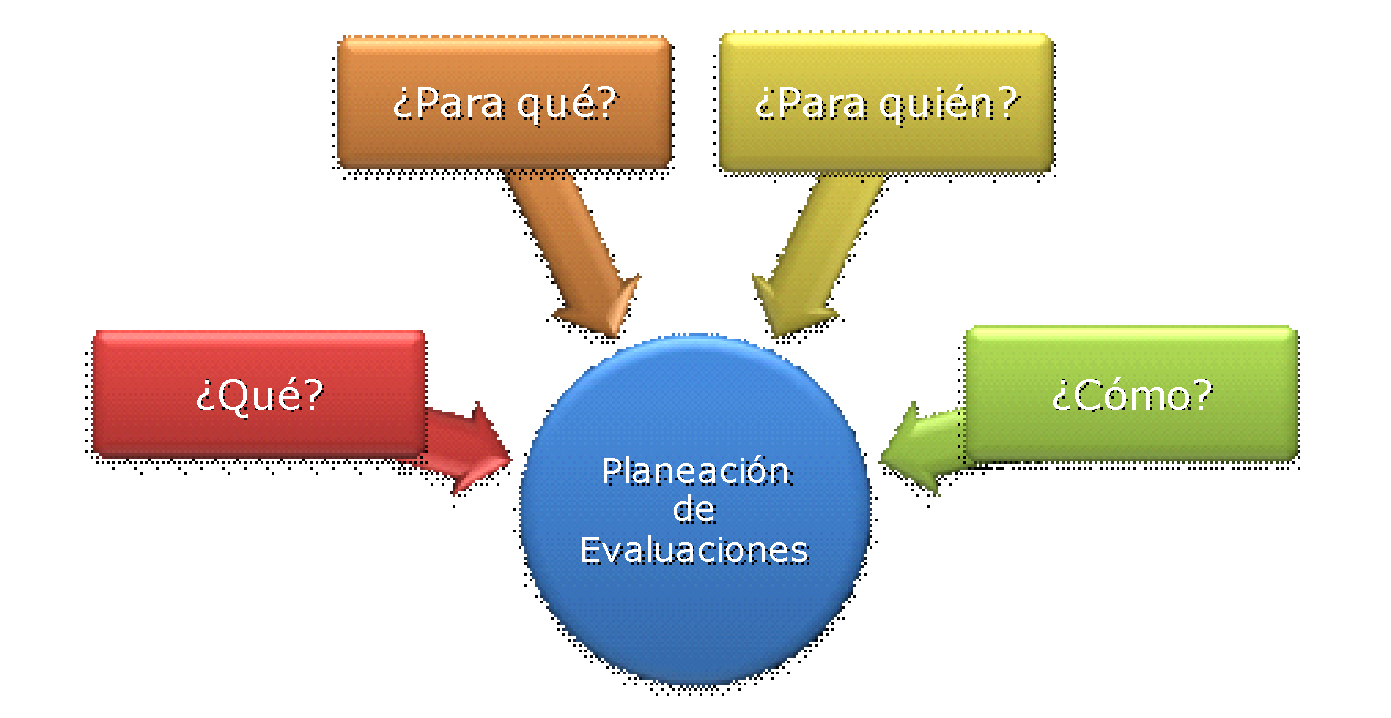 ¿Para qué?
¿Para quién?
¿Qué?
¿Cómo?
Planeación
de
Evaluaciones